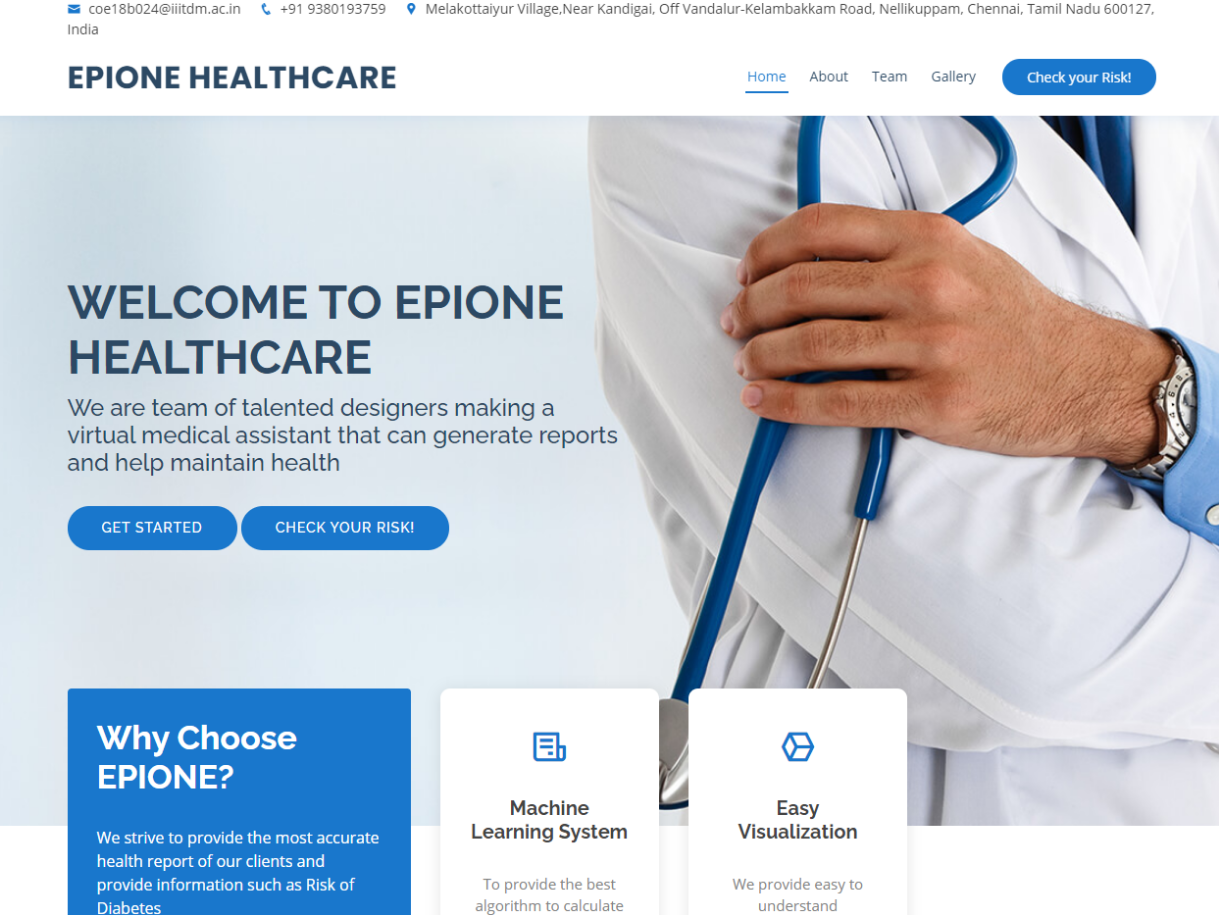 coe18b024@iiitdm.ac.in +91 9380193759 Melakottaiyur Village,Near Kandigai, Off Vandalur-Kelambakkam Road, Nellikuppam, Chennai, Tamil Nadu 600127,
India
EPIONE HEALTHCARE
Home About Team Gallery Check your Risk!
WELCOME TO EPIONE
HEALTHCARE
We are team of talented designers making a
virtual medical assistant that can generate reports
and help maintain health
GET STARTED CHECK YOUR RISK!
Why Choose
EPIONE?
We strive to provide the most accurate
health report of our clients and
provide information such as Risk of
Diabetes
Machine
Learning System
To provide the best
algorithm to calculate
Easy
Visualization
We provide easy to
understand